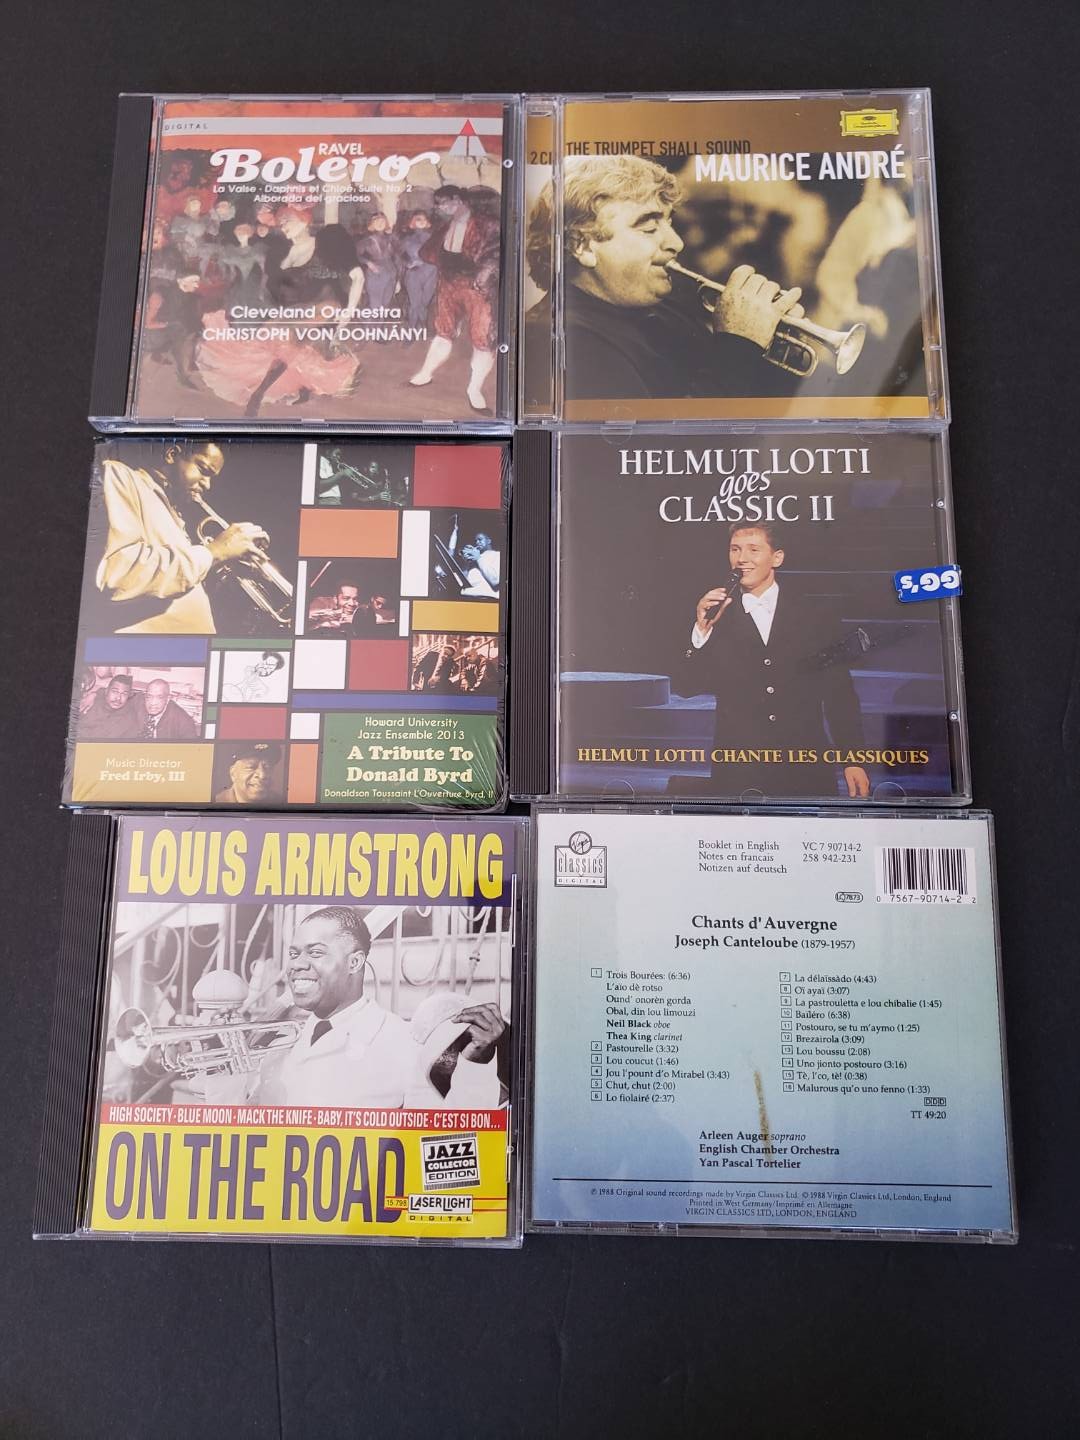 DIGITAL
RAVEL
Bolero
La Valse · Daphnis et Chloé, Suite No. 2
Alborada del gracioso
Cleveland Orchestra
CHRISTOPH VON DOHNÁNYI
2 CD
THE TRUMPET SHALL SOUND
MAURICE ANDRÉ
Howard University
Jazz Ensemble 2013
A Tribute To
Donald Byrd
Donaldson Toussaint L'Ouverture Byrd, II
Music Director
Fred Irby, III
HELMUT LOTTI
goes
CLASSIC II
GG's
HELMUT LOTTI CHANTE LES CLASSIQUES
LOUIS ARMSTRONG
HIGH SOCIETY · BLUE MOON · MACK THE KNIFE · BABY, IT'S COLD OUTSIDE · C'EST SI BON...
ON THE ROAD
JAZZ
COLLECTOR
EDITION
15 798
LASERLIGHT
DIGITAL
Virgin
classics
DIGITAL
Booklet in English
Notes en francais
Notizen auf deutsch
VC 7 90714-2
258 942-231
LC 7873
0 7567-90714-2 2
Chants d'Auvergne
Joseph Canteloube (1879-1957)
1 Trois Bourées: (6:36)
L'aïo dè rotso
Ound' onorèn gorda
Obal, din lou limouzi
Neil Black oboe
Thea King clarinet
2 Pastourelle (3:32)
3 Lou coucut (1:46)
4 Jou l'pount d'o Mirabel (3:43)
5 Chut, chut (2:00)
6 Lo fiolairé (2:37)
7 La délaïssàdo (4:43)
8 Oï ayaï (3:07)
9 La pastrouletta e lou chibalie (1:45)
10 Baïléro (6:38)
11 Postouro, se tu m'aymo (1:25)
12 Brezairola (3:09)
13 Lou boussu (2:08)
14 Uno jionto postouro (3:16)
15 Tè, l'co, tè! (0:38)
16 Malurous qu'o uno fenno (1:33)
DDD
TT 49:20
Arleen Auger soprano
English Chamber Orchestra
Yan Pascal Tortelier
℗ 1988 Original sound recordings made by Virgin Classics Ltd. © 1988 Virgin Classics Ltd, London, England
Printed in West Germany/Imprimé en Allemagne
VIRGIN CLASSICS LTD, LONDON, ENGLAND